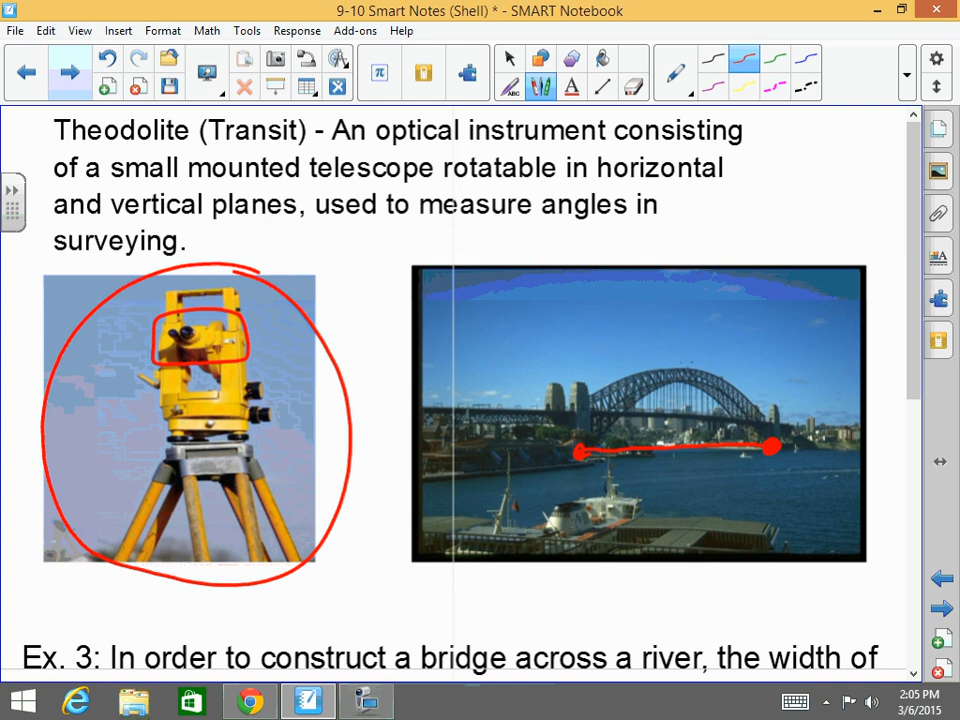 9-10 Smart Notes (Shell) * - SMART Notebook
File Edit View Insert Format Math Tools Response Add-ons Help
Theodolite (Transit) - An optical instrument consisting
of a small mounted telescope rotatable in horizontal
and vertical planes, used to measure angles in
surveying.
Ex. 3: In order to construct a bridge across a river, the width of
2:05 PM
3/6/2015